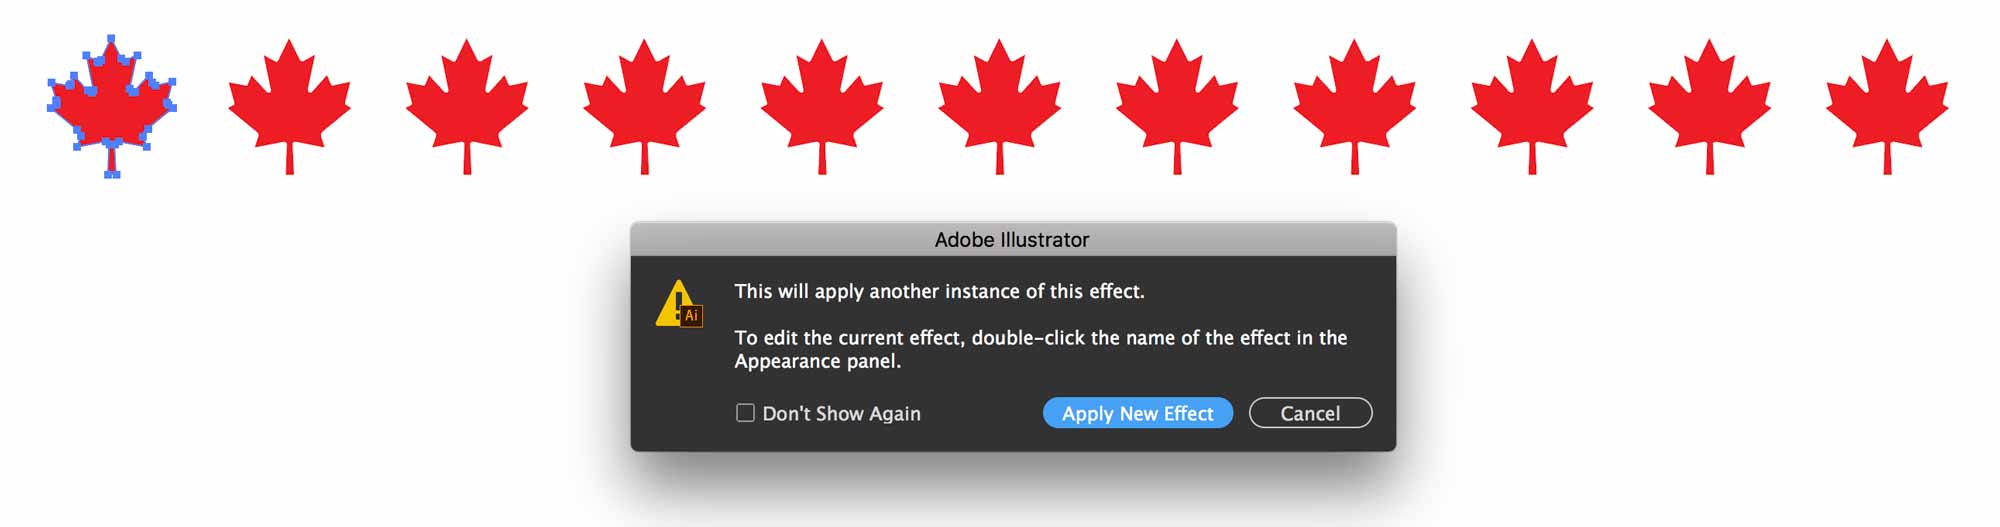 Adobe Illustrator
This will apply another instance of this effect.
To edit the current effect, double-click the name of the effect in the
Appearance panel.
Ai
Don't Show Again
Apply New Effect
Cancel